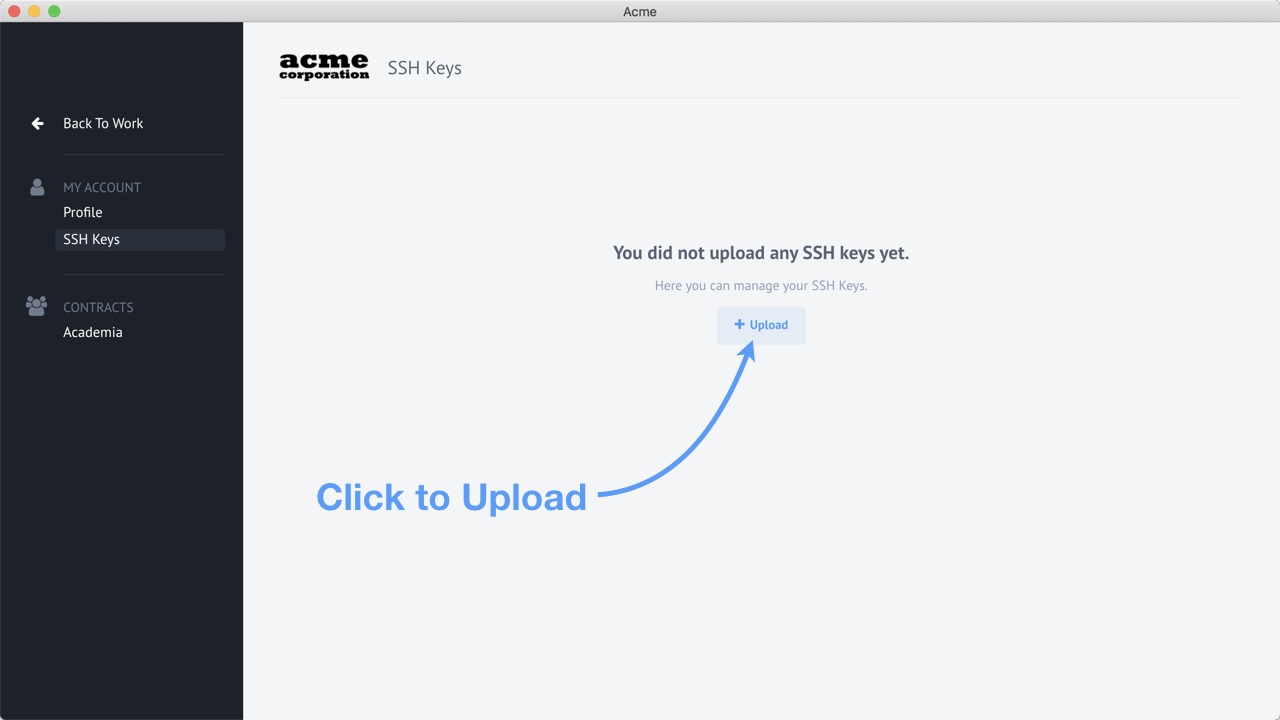 Acme
Back To Work
MY ACCOUNT
Profile
SSH Keys
CONTRACTS
Academia
acme
corporation
SSH Keys
You did not upload any SSH keys yet.
Here you can manage your SSH Keys.
Upload
Click to Upload